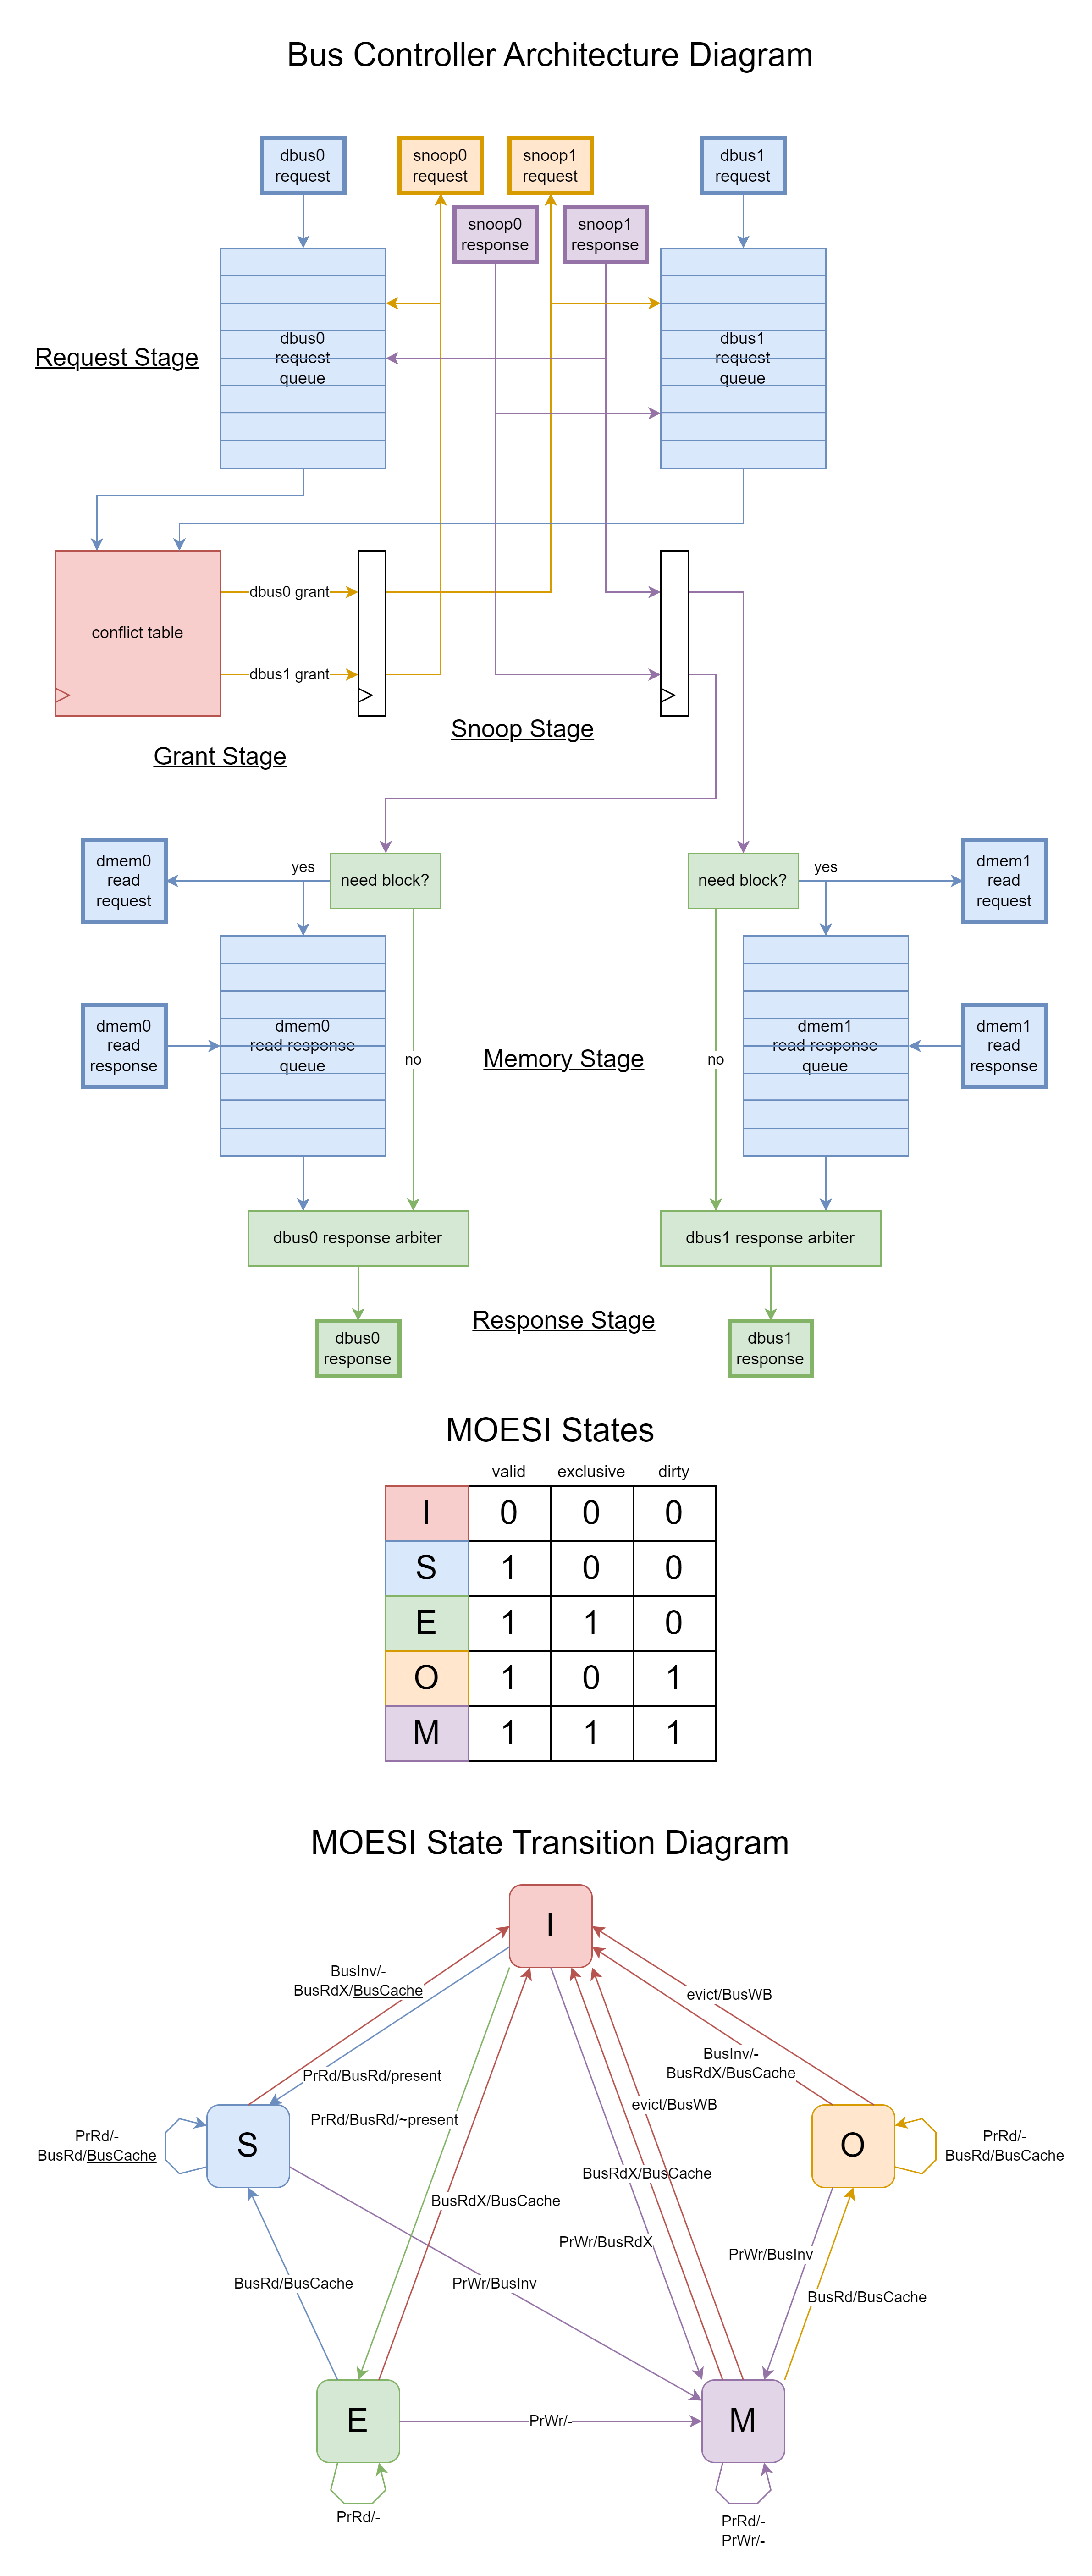 Bus Controller Architecture Diagram
dbus0
request
snoop0
request
snoop1
request
dbus1
request
snoop0
response
snoop1
response
Request Stage
dbus0
request
queue
dbus1
request
queue
conflict table
dbus0 grant
dbus1 grant
Snoop Stage
Grant Stage
dmem0
read
request
yes
need block?
need block?
yes
dmem1
read
request
dmem0
read
response
dmem0
read response
queue
no
Memory Stage
no
dmem1
read response
queue
dmem1
read
response
dbus0 response arbiter
dbus1 response arbiter
Response Stage
dbus0
response
dbus1
response
MOESI States
valid exclusive dirty
I 0 0 0
S 1 0 0
E 1 1 0
O 1 0 1
M 1 1 1
MOESI State Transition Diagram
I
BusInv/-
BusRdX/BusCache
evict/BusWB
BusInv/-
BusRdX/BusCache
PrRd/BusRd/present
PrRd/BusRd/~present
evict/BusWB
PrRd/-
BusRd/BusCache
S
O
PrRd/-
BusRd/BusCache
BusRdX/BusCache
BusRdX/BusCache
PrWr/BusRdX
PrWr/BusInv
BusRd/BusCache
PrWr/BusInv
BusRd/BusCache
E
PrWr/-
M
PrRd/-
PrRd/-
PrWr/-